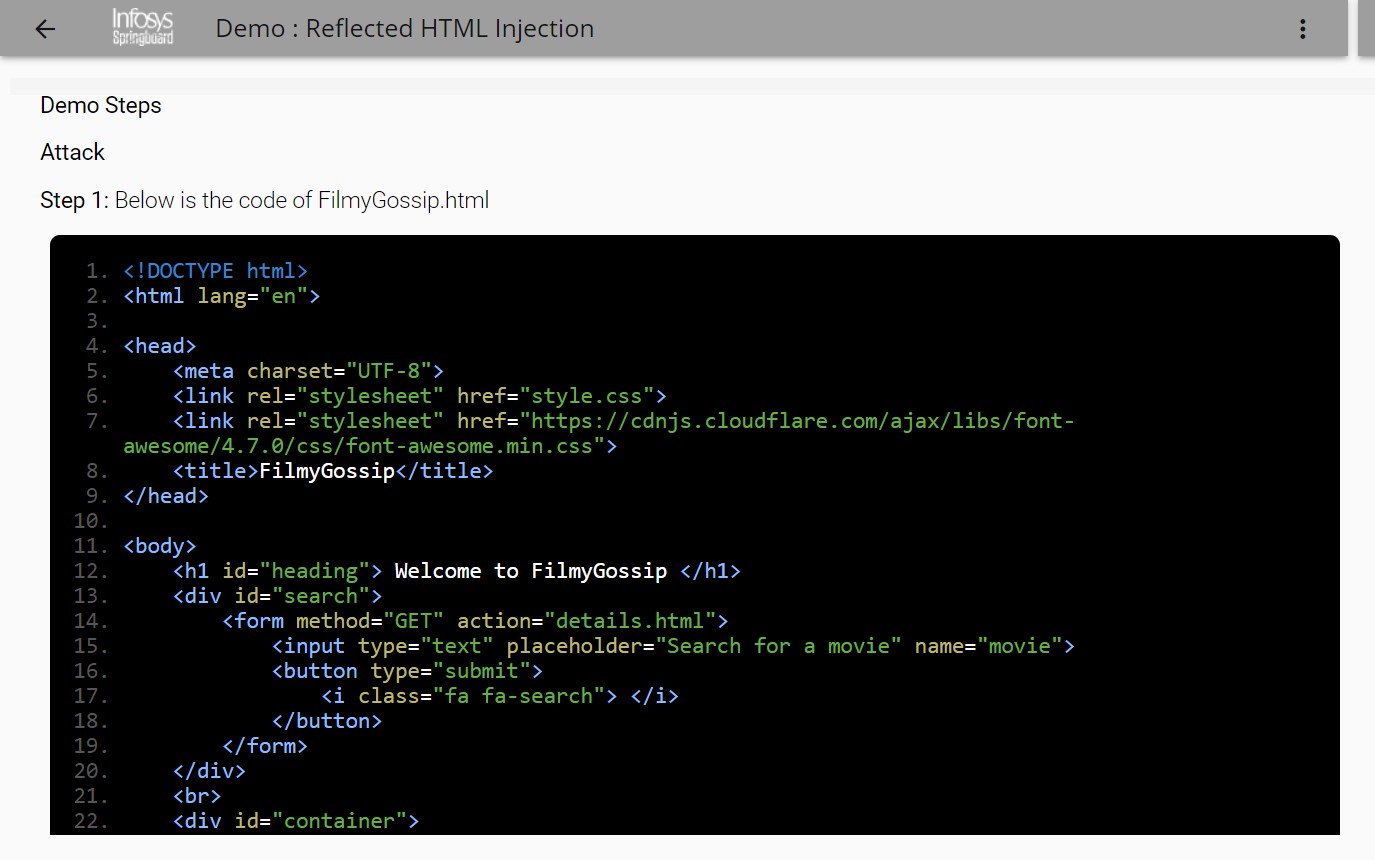 Infosys
Springboard
Demo : Reflected HTML Injection
Demo Steps
Attack
Step 1: Below is the code of FilmyGossip.html
1. <!DOCTYPE html>
2. <html lang="en">
3.
4. <head>
5.     <meta charset="UTF-8">
6.     <link rel="stylesheet" href="style.css">
7.     <link rel="stylesheet" href="https://cdnjs.cloudflare.com/ajax/libs/font-
awesome/4.7.0/css/font-awesome.min.css">
8.     <title>FilmyGossip</title>
9. </head>
10.
11. <body>
12.     <h1 id="heading"> Welcome to FilmyGossip </h1>
13.     <div id="search">
14.         <form method="GET" action="details.html">
15.             <input type="text" placeholder="Search for a movie" name="movie">
16.             <button type="submit">
17.                 <i class="fa fa-search"> </i>
18.             </button>
19.         </form>
20.     </div>
21.     <br>
22.     <div id="container">